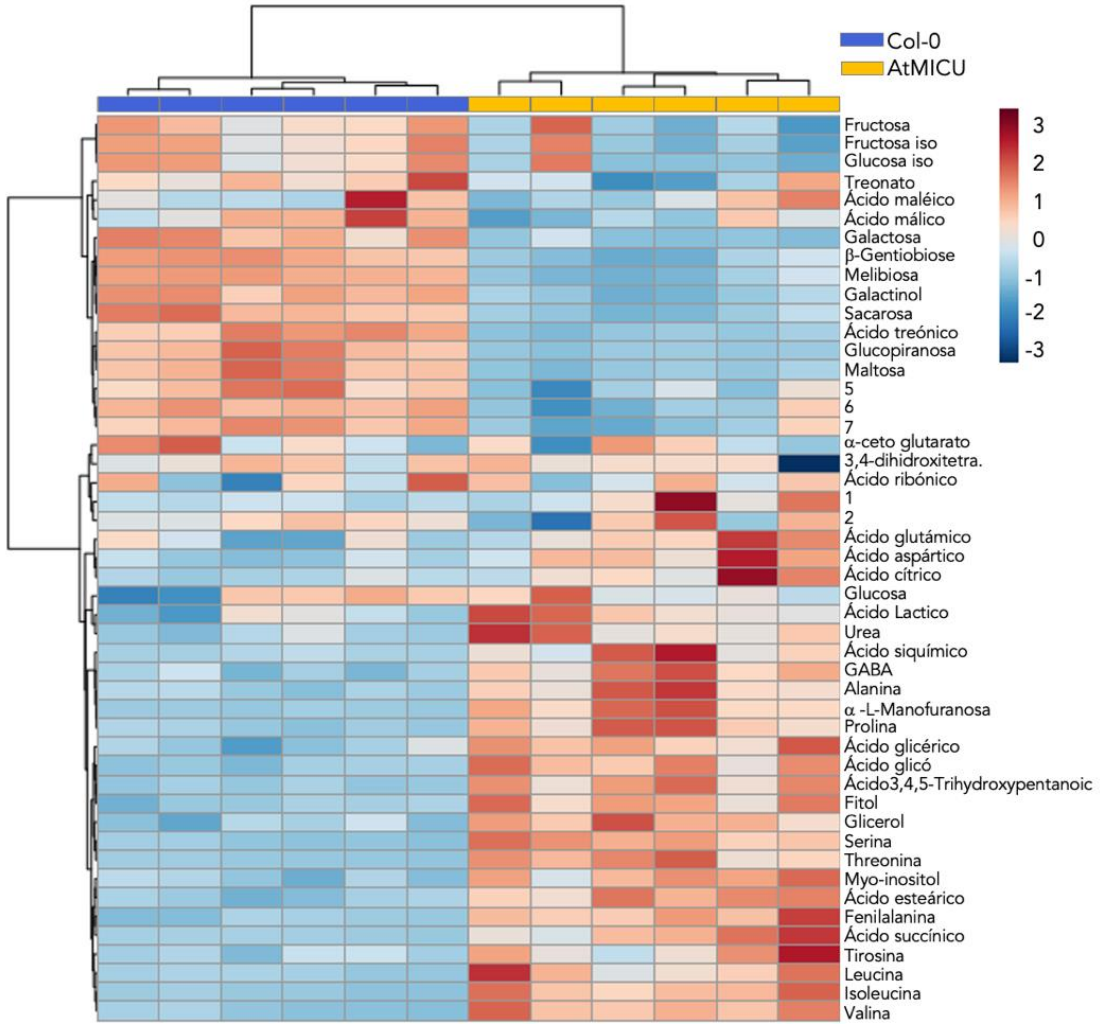 Col-0
AtMICU
3
2
1
0
-1
-2
-3
Fructosa
Fructosa iso
Glucosa iso
Treonato
Ácido maléico
Ácido málico
Galactosa
β-Gentiobiose
Melibiosa
Galactinol
Sacarosa
Ácido treónico
Glucopiranosa
Maltosa
5
6
7
α-ceto glutarato
3,4-dihidroxitetra.
Ácido ribónico
1
2
Ácido glutámico
Ácido aspártico
Ácido cítrico
Glucosa
Ácido Lactico
Urea
Ácido siquímico
GABA
Alanina
α -L-Manofuranosa
Prolina
Ácido glicérico
Ácido glicó
Ácido3,4,5-Trihydroxypentanoic
Fitol
Glicerol
Serina
Threonina
Myo-inositol
Ácido esteárico
Fenilalanina
Ácido succínico
Tirosina
Leucina
Isoleucina
Valina